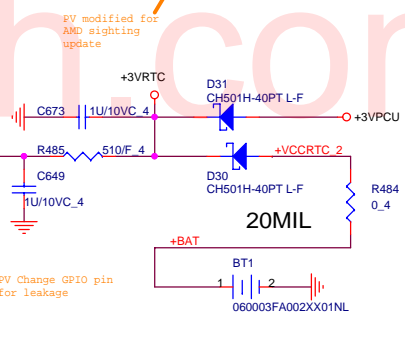 PV modified for
AMD sighting
update
h.com
+3VRTC
D31
CH501H-40PT L-F
C673
1U/10VC_4
+3VPCU
R485
510/F_4
+VCCRTC_2
C649
1U/10VC_4
D30
CH501H-40PT L-F
R484
0_4
20MIL
+BAT
BT1
1
2
060003FA002XX01NL
PV Change GPIO pin
for leakage